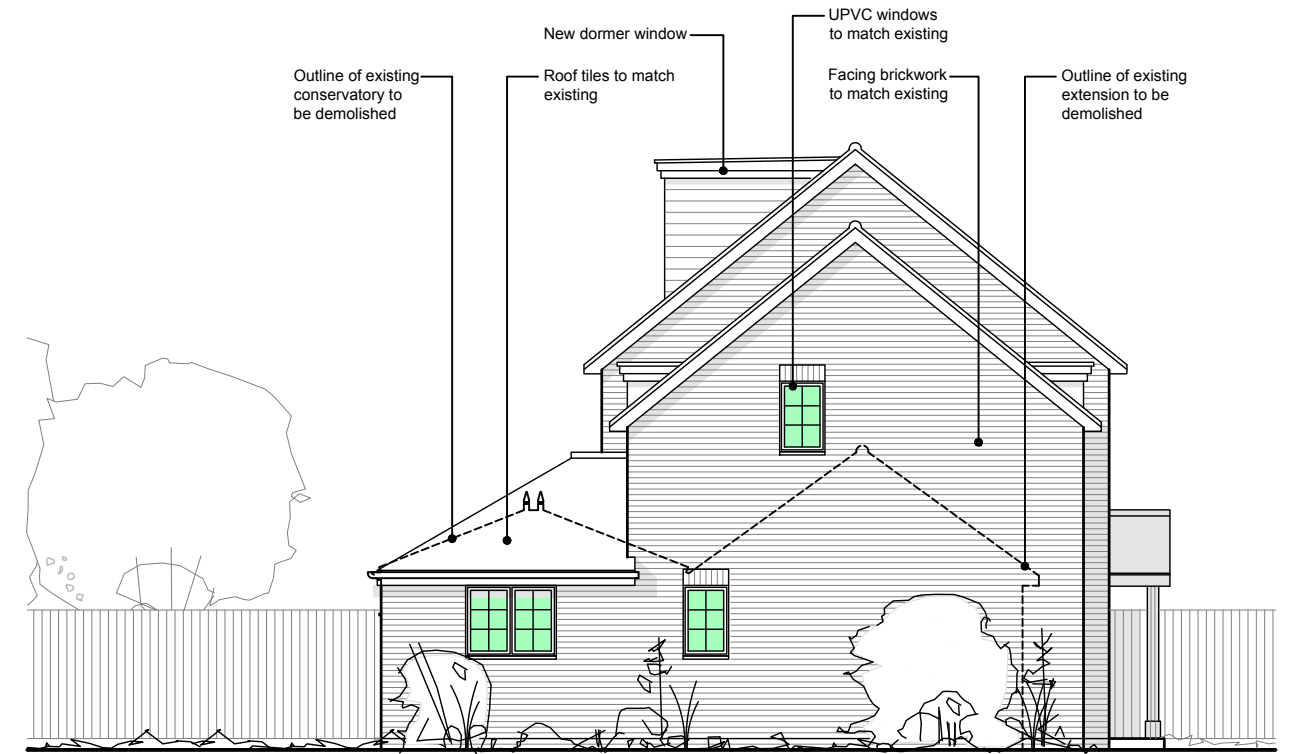 UPVC windows
to match existing
New dormer window
Outline of existing
conservatory to
be demolished
Roof tiles to match
existing
Facing brickwork
to match existing
Outline of existing
extension to be
demolished